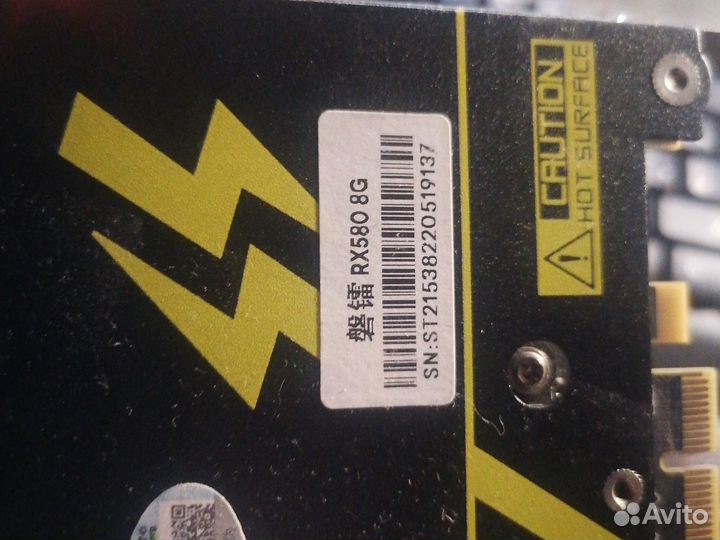 磐镭 RX580 8G
SN:ST21538220519137
CAUTION
HOT SURFACE
Avito